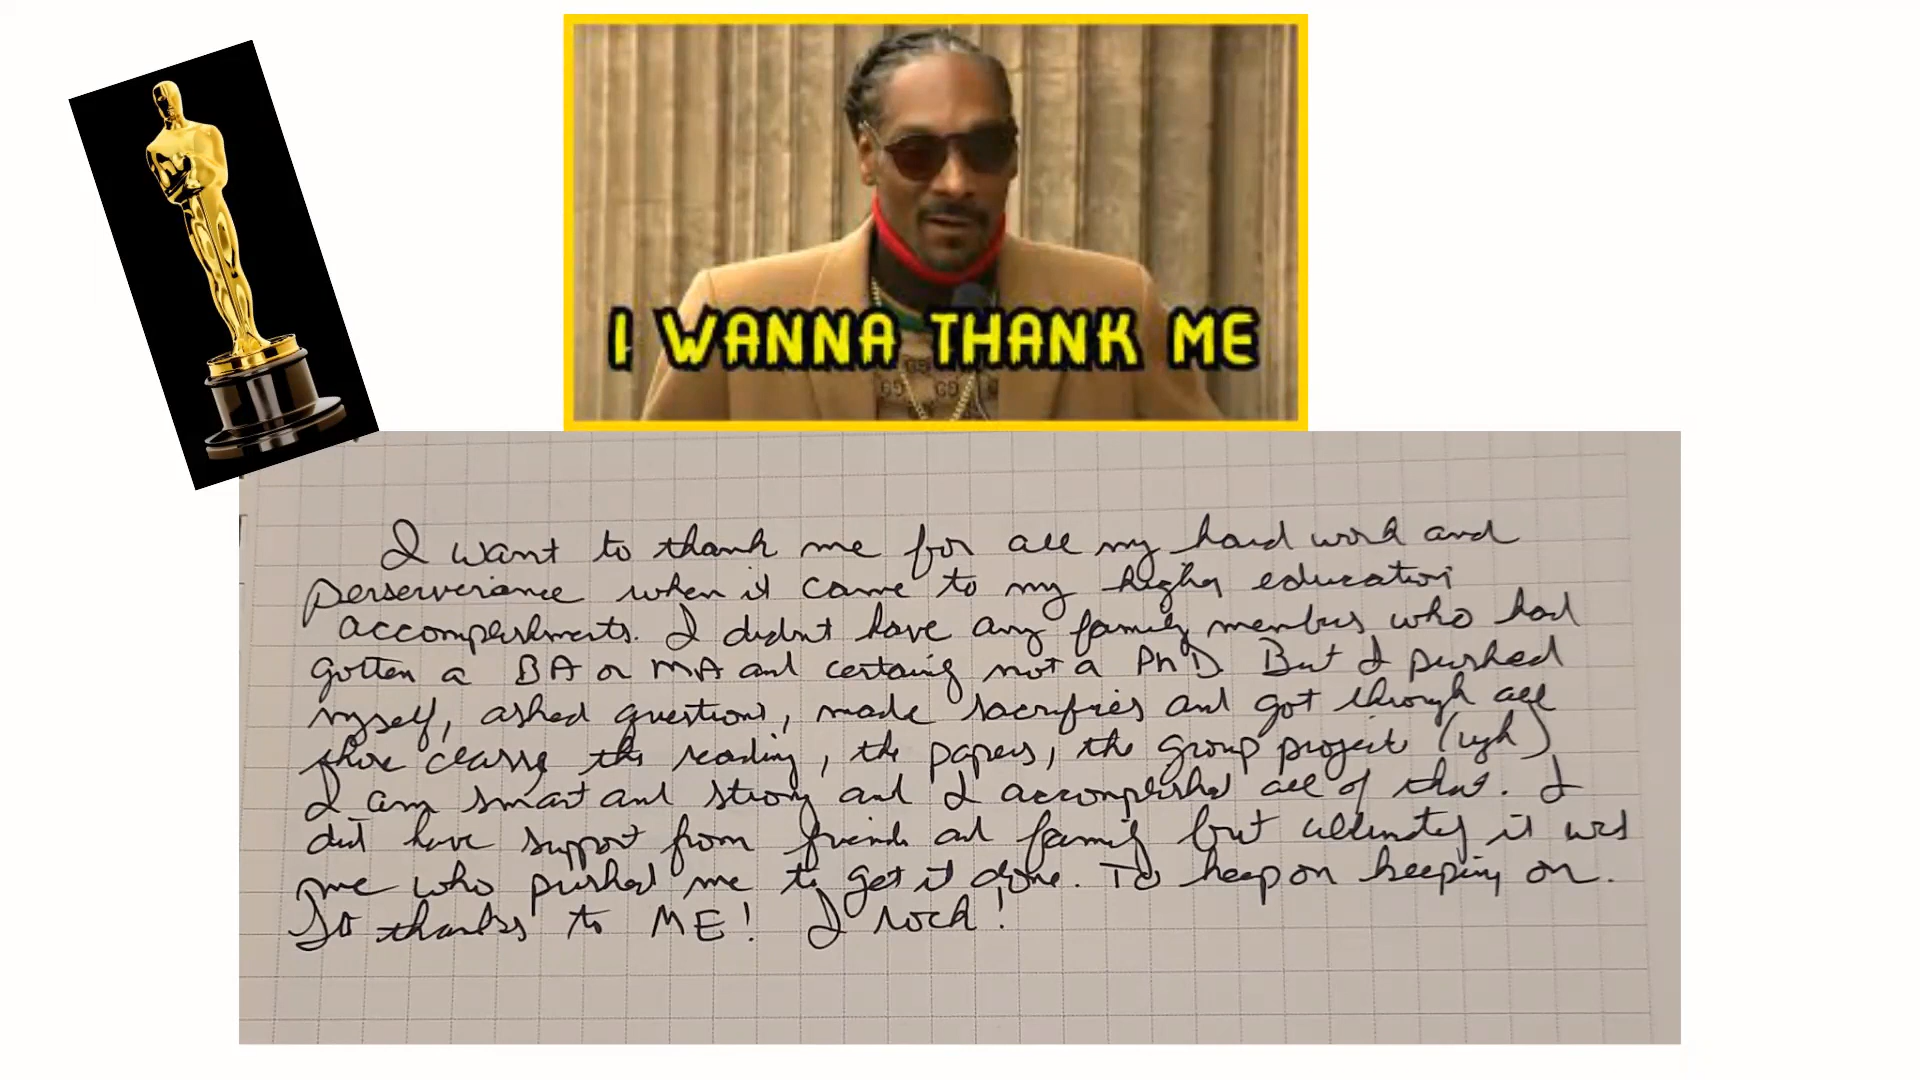 I WANNA THANK ME
I want to thank me for all my hard work and
perserveriance when it came to my higher education
accomplishments. I didn't have any family members who had
gotten a BA or MA and certainly not a PhD. But I pushed
myself, asked questions, made sacrifices and got through all
those classes the reading, the papers, the group projects (ugh)
I am smart and strong and I accomplished all of that. I
did have support from friends and family but ultimately it was
me who pushed me to get it done. To keep on keeping on.
So thanks to ME! I rock!